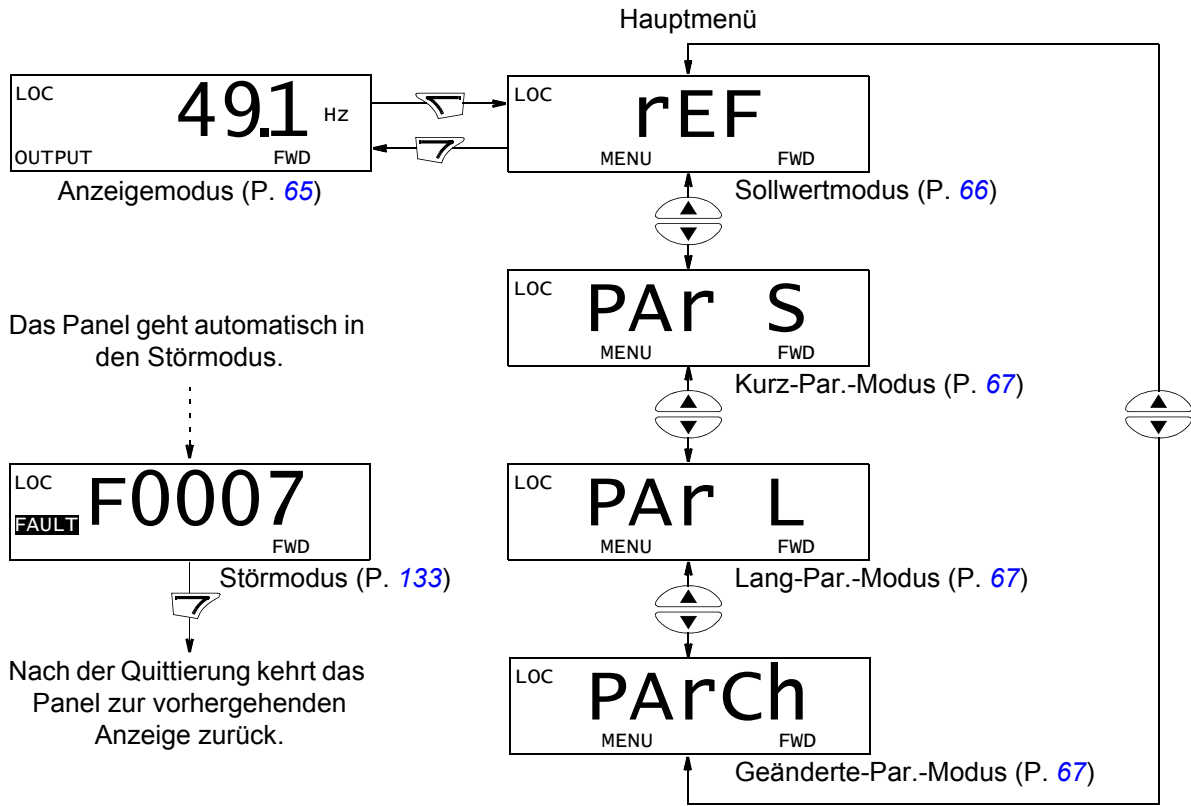 Hauptmenü
LOC
49.1 Hz
OUTPUT FWD
Anzeigemodus (P. 65)
LOC
rEF
MENU FWD
Sollwertmodus (P. 66)
LOC
PAr S
MENU FWD
Kurz-Par.-Modus (P. 67)
Das Panel geht automatisch in
den Störmodus.
LOC
F0007
FAULT
FWD
Störmodus (P. 133)
Nach der Quittierung kehrt das
Panel zur vorhergehenden
Anzeige zurück.
LOC
PAr L
MENU FWD
Lang-Par.-Modus (P. 67)
LOC
PArCh
MENU FWD
Geänderte-Par.-Modus (P. 67)